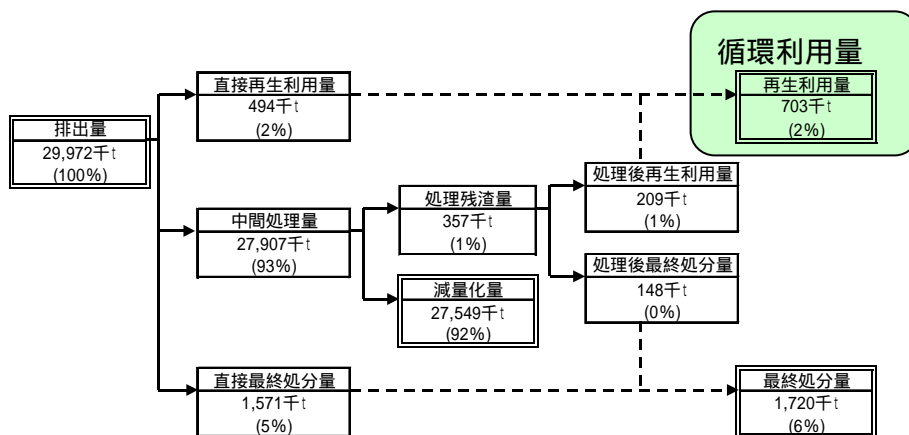 循環利用量
直接再生利用量
494千t
(2%)
再生利用量
703千t
(2%)
排出量
29,972千t
(100%)
処理後再生利用量
209千t
(1%)
処理残渣量
357千t
(1%)
中間処理量
27,907千t
(93%)
処理後最終処分量
148千t
(0%)
減量化量
27,549千t
(92%)
直接最終処分量
1,571千t
(5%)
最終処分量
1,720千t
(6%)